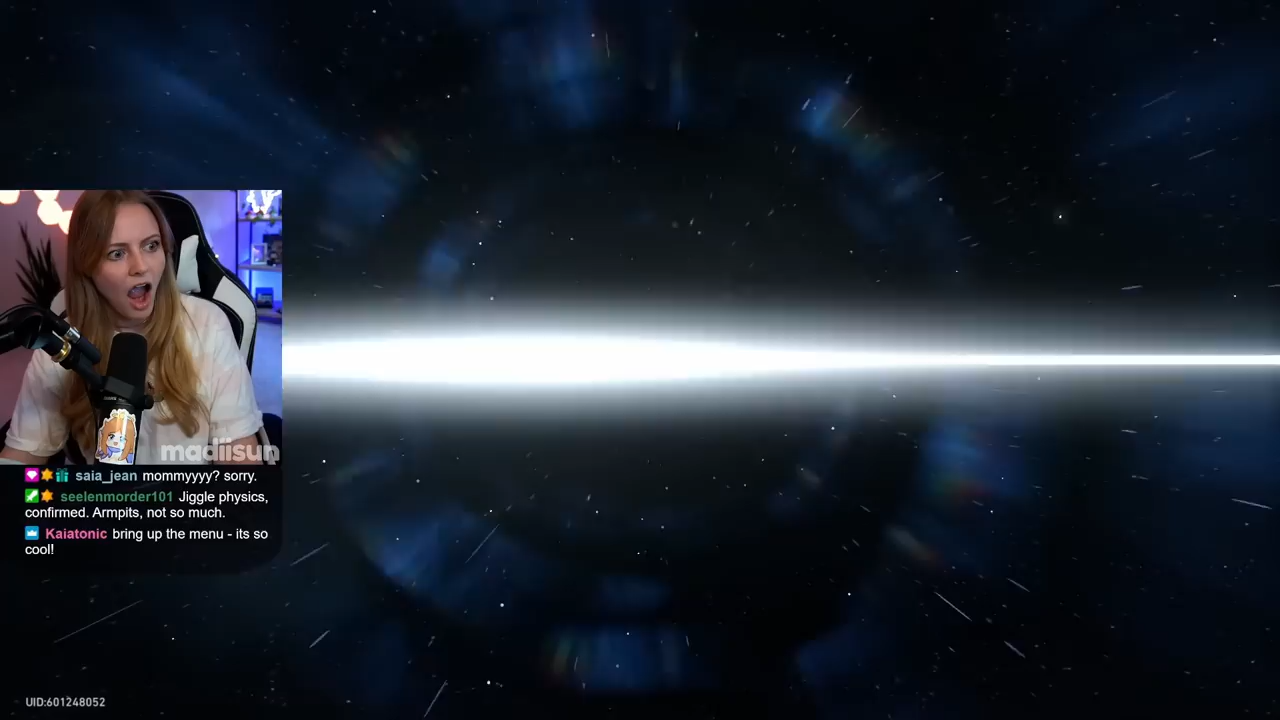 madiisun
saia_jean mommyyyy? sorry.
seelenmorder101 Jiggle physics,
confirmed. Armpits, not so much.
Kaiatonic bring up the menu - its so
cool!
UID:601248052